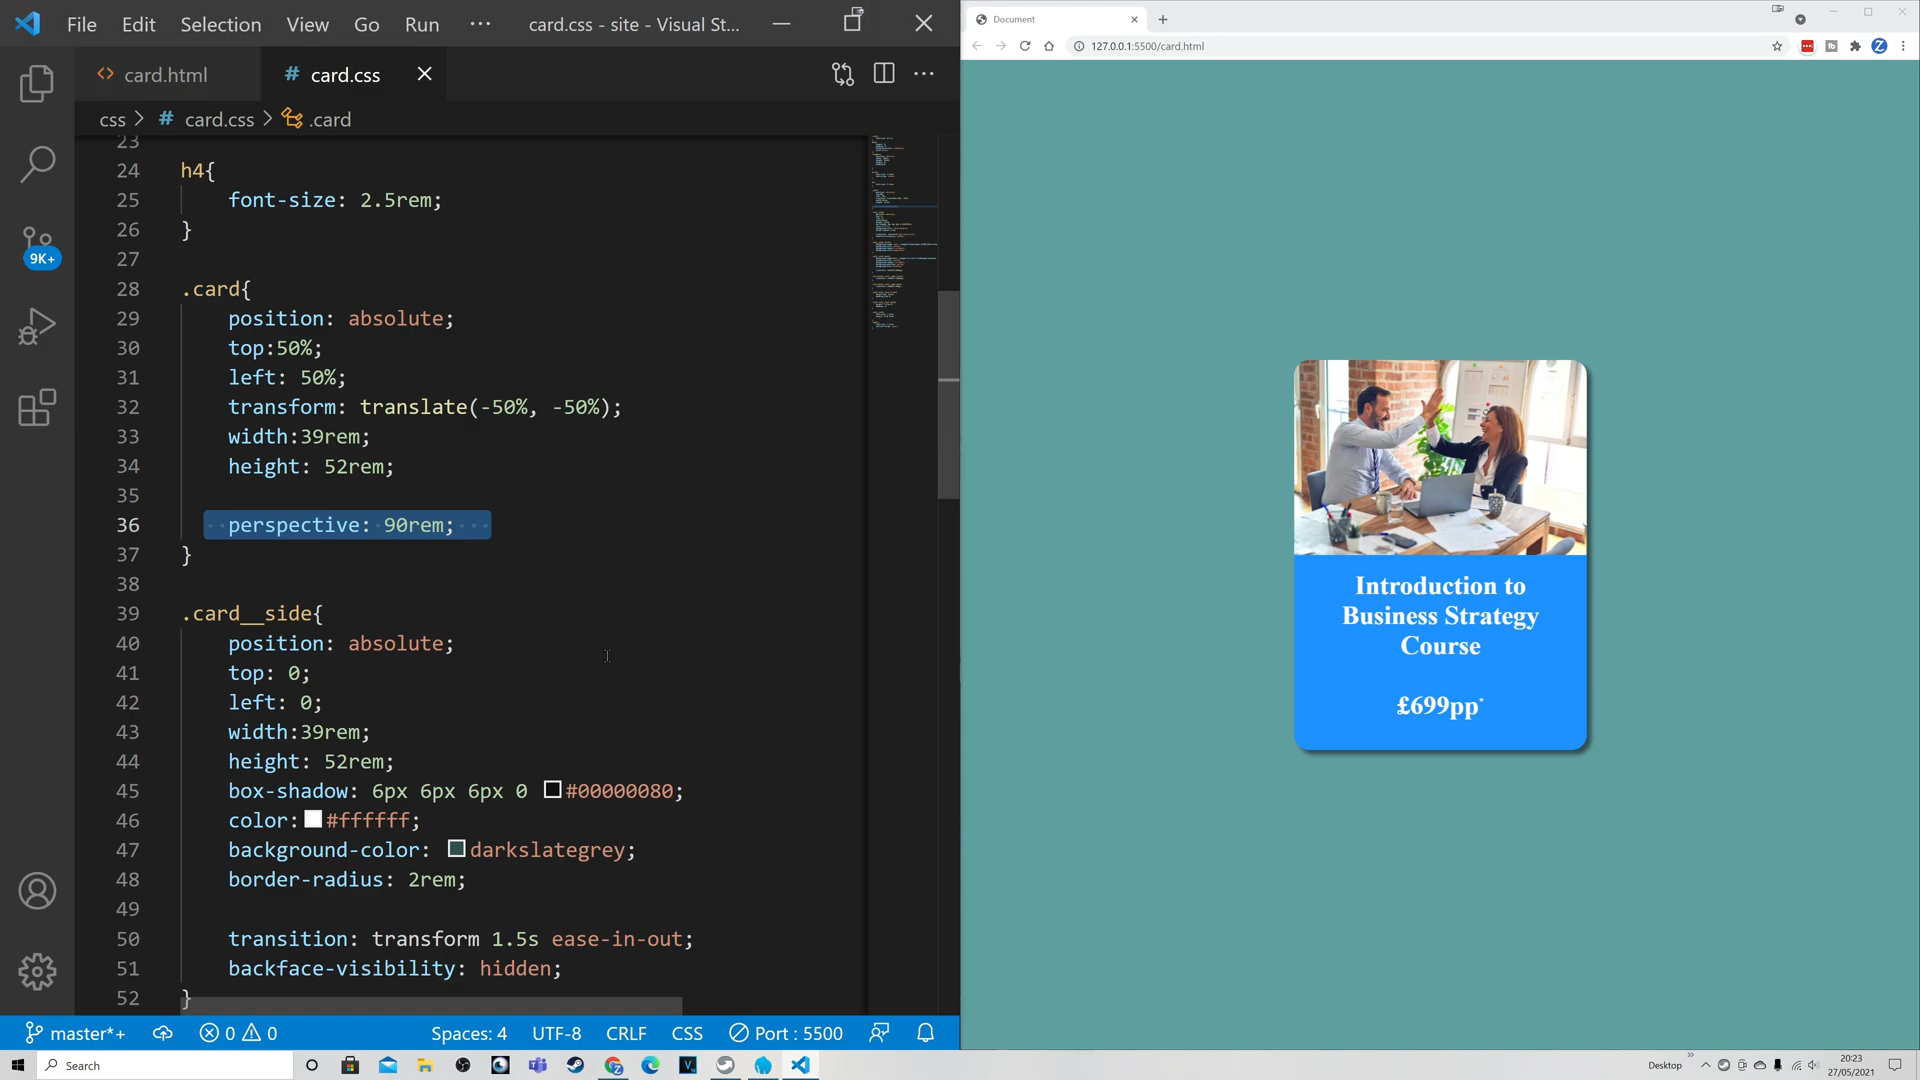 File Edit Selection View Go Run ··· card.css - site - Visual St...
card.html # card.css
css > # card.css > .card
23
24 h4{
25 font-size: 2.5rem;
26 }
27
28 .card{
29 position: absolute;
30 top:50%;
31 left: 50%;
32 transform: translate(-50%, -50%);
33 width:39rem;
34 height: 52rem;
35
36 perspective: 90rem;
37 }
38
39 .card__side{
40 position: absolute;
41 top: 0;
42 left: 0;
43 width:39rem;
44 height: 52rem;
45 box-shadow: 6px 6px 6px 0 #00000080;
46 color: #ffffff;
47 background-color: darkslategrey;
48 border-radius: 2rem;
49
50 transition: transform 1.5s ease-in-out;
51 backface-visibility: hidden;
52 }
9K+
master*+ 0 0 Spaces: 4 UTF-8 CRLF CSS Port : 5500
Document
127.0.0.1:5500/card.html
Introduction to
Business Strategy
Course
£699pp*
Search
Desktop
20:23
27/05/2021